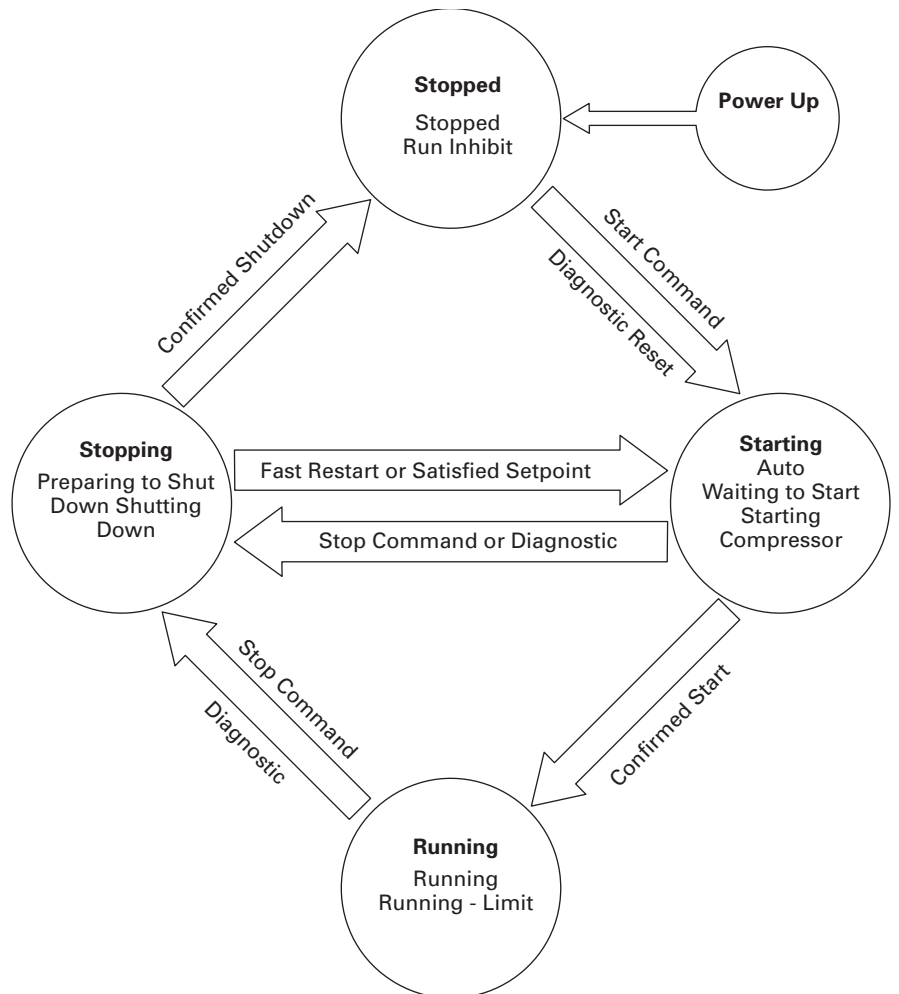 Stopped
Stopped
Run Inhibit
Power Up
Confirmed Shutdown
Start Command
Diagnostic Reset
Stopping
Preparing to Shut
Down Shutting
Down
Fast Restart or Satisfied Setpoint
Stop Command or Diagnostic
Starting
Auto
Waiting to Start
Starting
Compressor
Stop Command
Diagnostic
Confirmed Start
Running
Running
Running - Limit